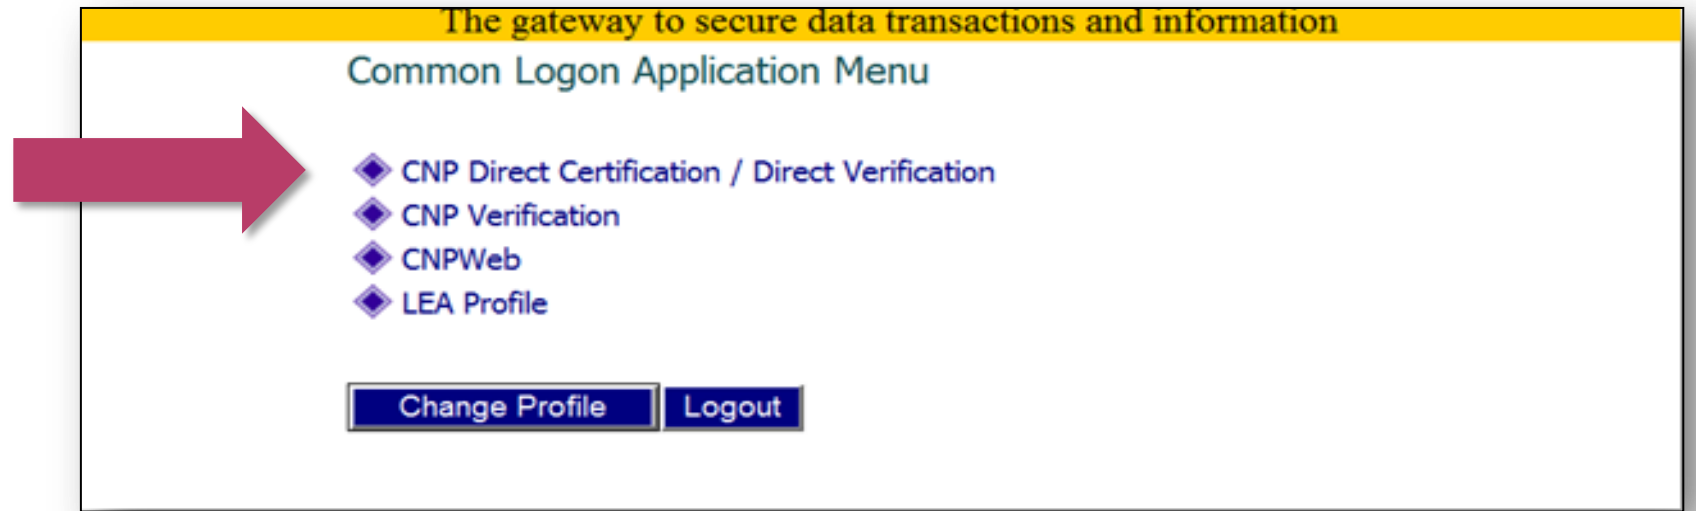 The gateway to secure data transactions and information
Common Logon Application Menu
CNP Direct Certification / Direct Verification
CNP Verification
CNPWeb
LEA Profile
Change Profile
Logout